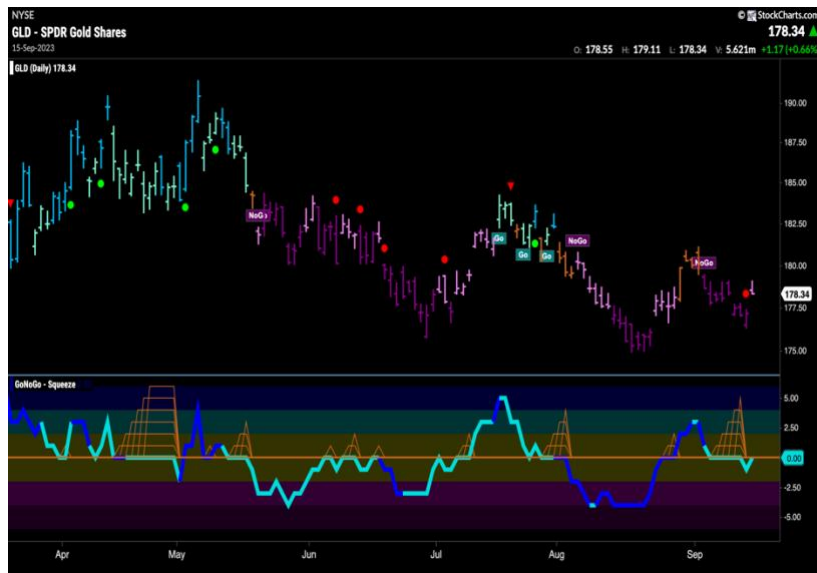 NYSE
© StockCharts.com
GLD - SPDR Gold Shares
178.34
15-Sep-2023
O: 178.55 H: 179.11 L: 178.34 V: 5.621m +1.17 (+0.66%
GLD (Daily) 178.34
190.00
187.50
185.00
NoGo
182.50
Go
NoGo
Go
Go
180.00
NoGo
178.34
177.50
175.00
GoNoGo - Squeeze
5.00
2.50
0.00
-2.50
-5.00
Apr May Jun Jul Aug Sep